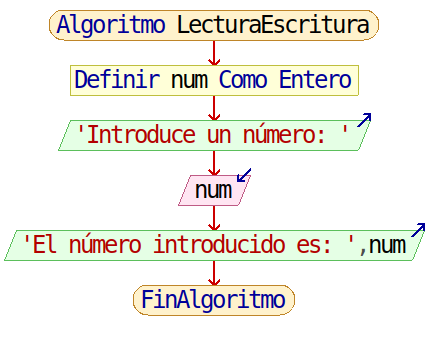 Algoritmo LecturaEscritura
Definir num Como Entero
'Introduce un número: '
num
'El número introducido es: ',num
FinAlgoritmo